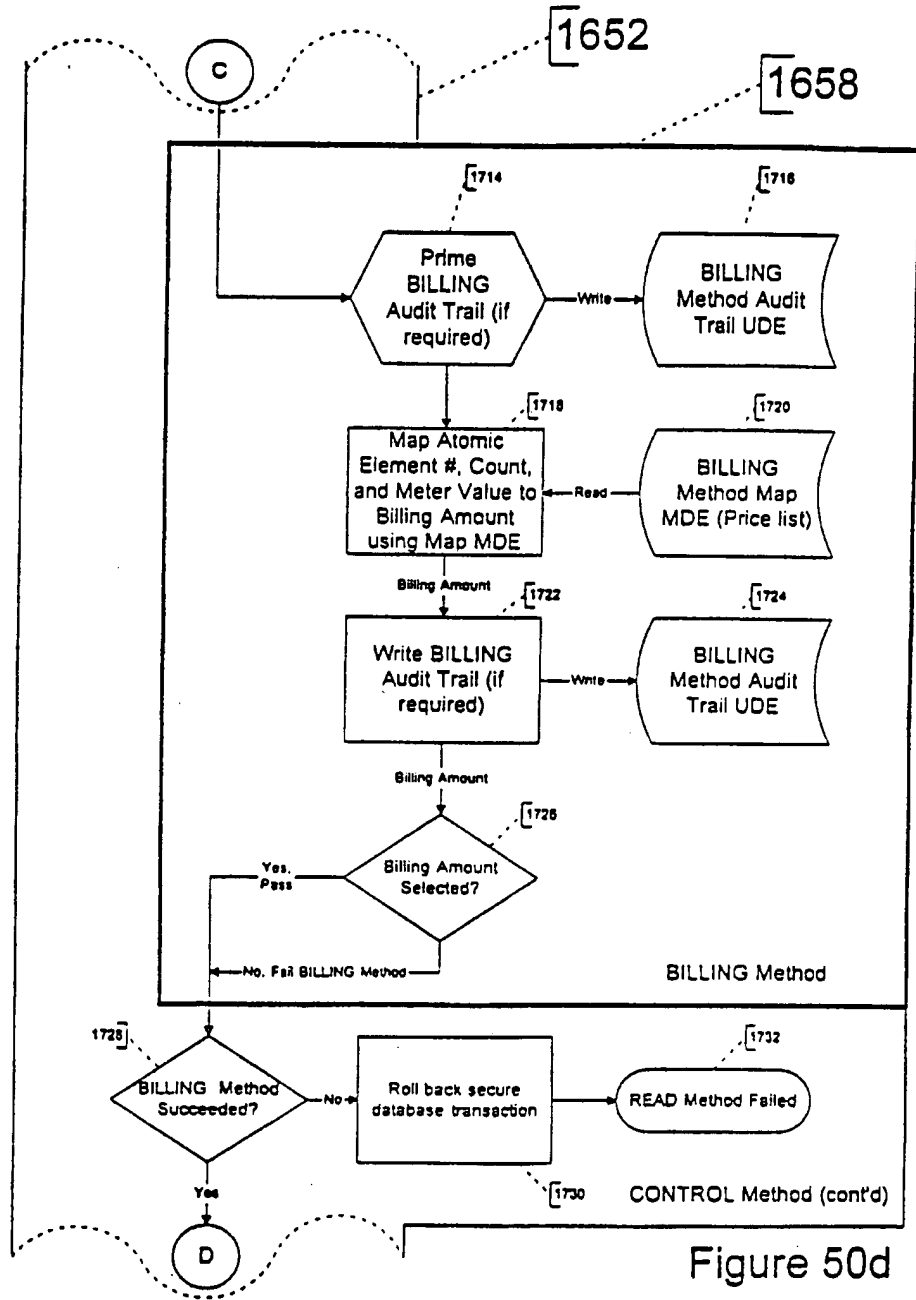 1652
C
1658
1714
1716
Prime
BILLING
Audit Trail (if
required)
Write
BILLING
Method Audit
Trail UDE
1718
1720
Map Atomic
Element #, Count,
and Meter Value to
Billing Amount
using Map MDE
Read
BILLING
Method Map
MDE (Price list)
Billing Amount
1722
1724
Write BILLING
Audit Trail (if
required)
Write
BILLING
Method Audit
Trail UDE
Billing Amount
1726
Yes,
Pass
Billing Amount
Selected?
No, Fail BILLING Method
BILLING Method
1728
1732
BILLING Method
Succeeded?
No
Roll back secure
database transaction
READ Method Failed
Yes
1730
CONTROL Method (cont'd)
D
Figure 50d